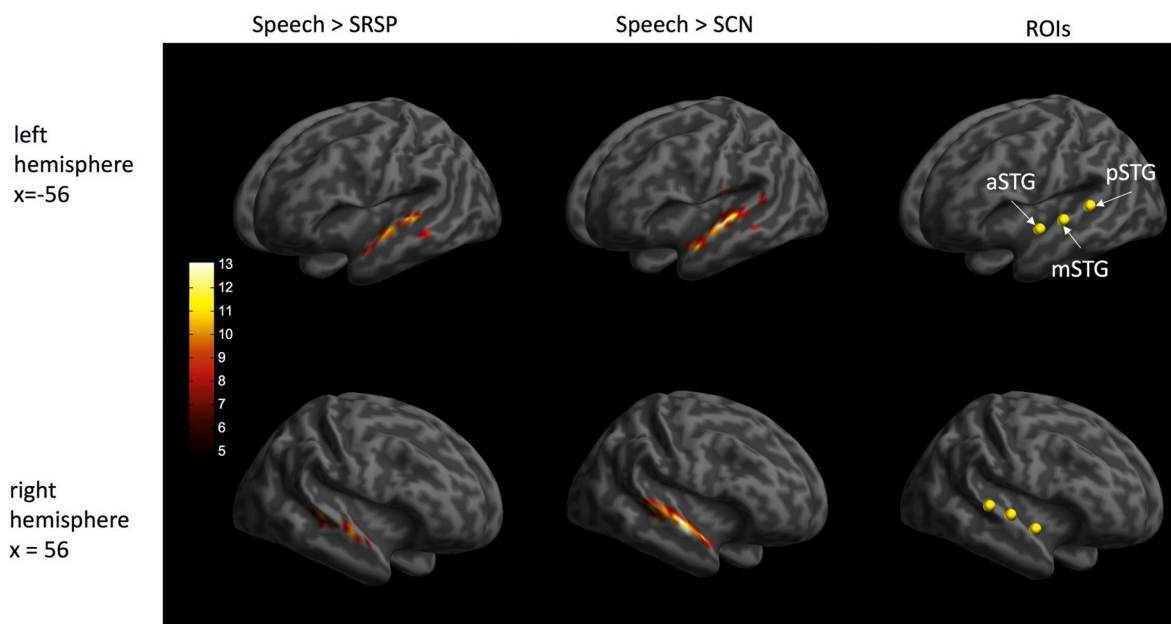 Speech > SRSP
Speech > SCN
ROIs
left
hemisphere
x=-56
aSTG
pSTG
mSTG
13
12
11
10
9
8
7
6
5
right
hemisphere
x = 56